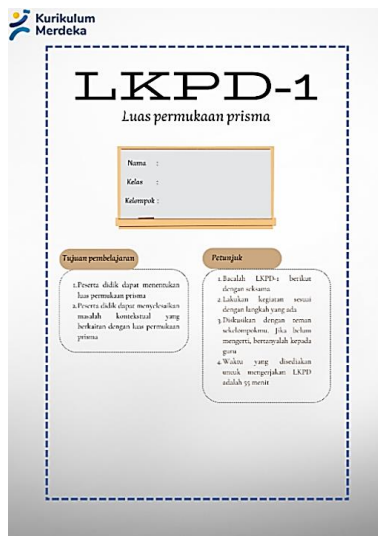 Kurikulum
Merdeka
LKPD-1
Luas permukaan prisma
Nama :
Kelas :
Kelompok :
Tujuan pembelajaran
1.Peserta didik dapat menentukan
luas permukaan prisma
2.Peserta didik dapat menyelesaikan
masalah kontekstual yang
berkaitan dengan luas permukaan
prisma
Petunjuk
1.Bacalah LKPD-1 berikut
dengan seksama
2.Lakukan kegiatan sesuai
dengan langkah yang ada
3.Diskusikan dengan teman
sekelompokmu. Jika belum
mengerti, bertanyalah kepada
guru
4.Waktu yang disediakan
untuk mengerjakan LKPD
adalah 35 menit